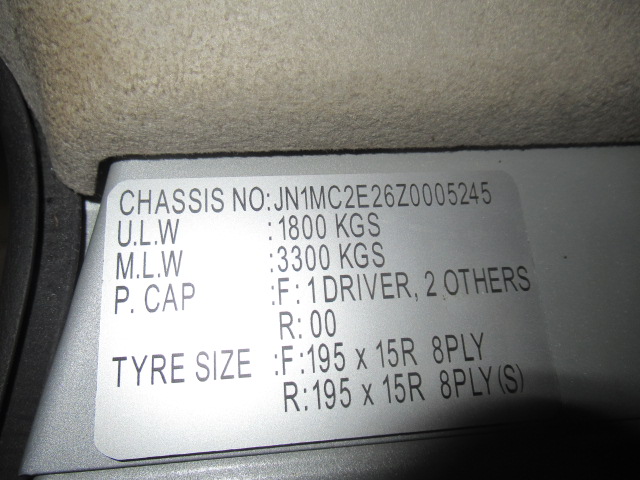 CHASSIS NO:JN1MC2E26Z0005245
U.L.W :1800 KGS
M.L.W :3300 KGS
P. CAP :F: 1 DRIVER, 2 OTHERS
R: 00
TYRE SIZE :F:195 x 15R 8PLY
R:195 x 15R 8PLY(S)